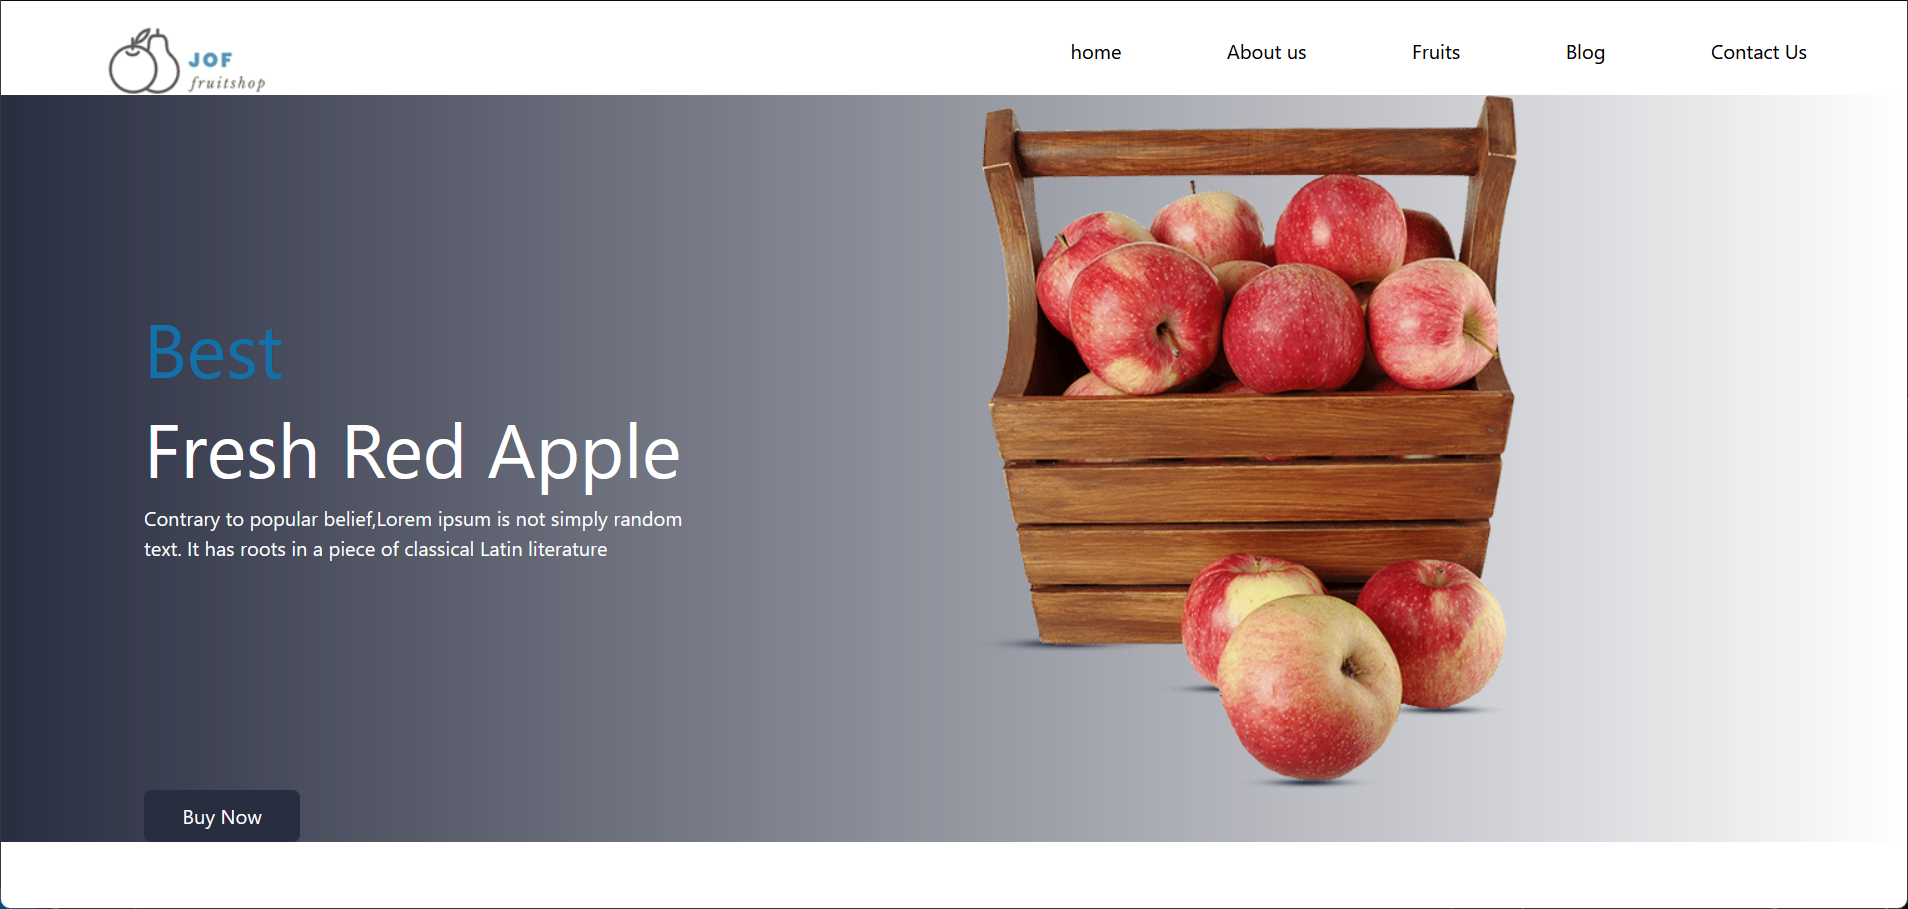 JOF
fruitshop
home About us Fruits Blog Contact Us
Best
Fresh Red Apple
Contrary to popular belief,Lorem ipsum is not simply random
text. It has roots in a piece of classical Latin literature
Buy Now